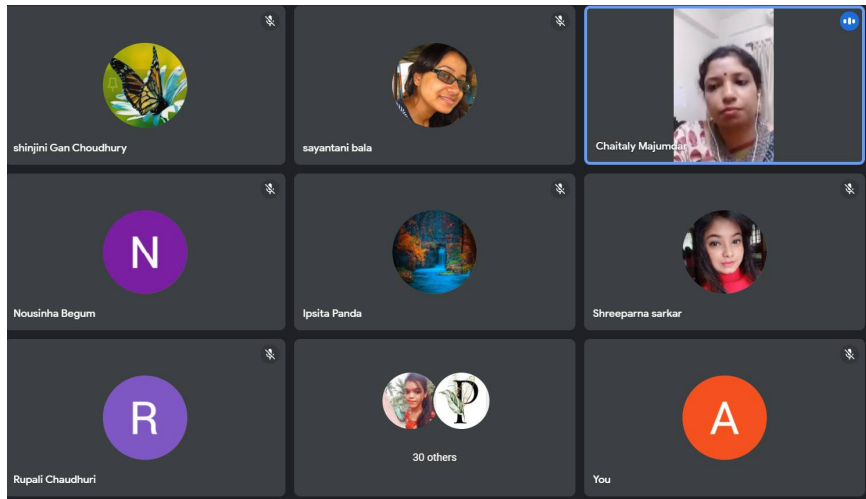 shinjini Gan Choudhury
sayantani bala
Chaitaly Majumdar
N
Nousinha Begum
Ipsita Panda
Shreeparna sarkar
R
Rupali Chaudhuri
P
30 others
A
You